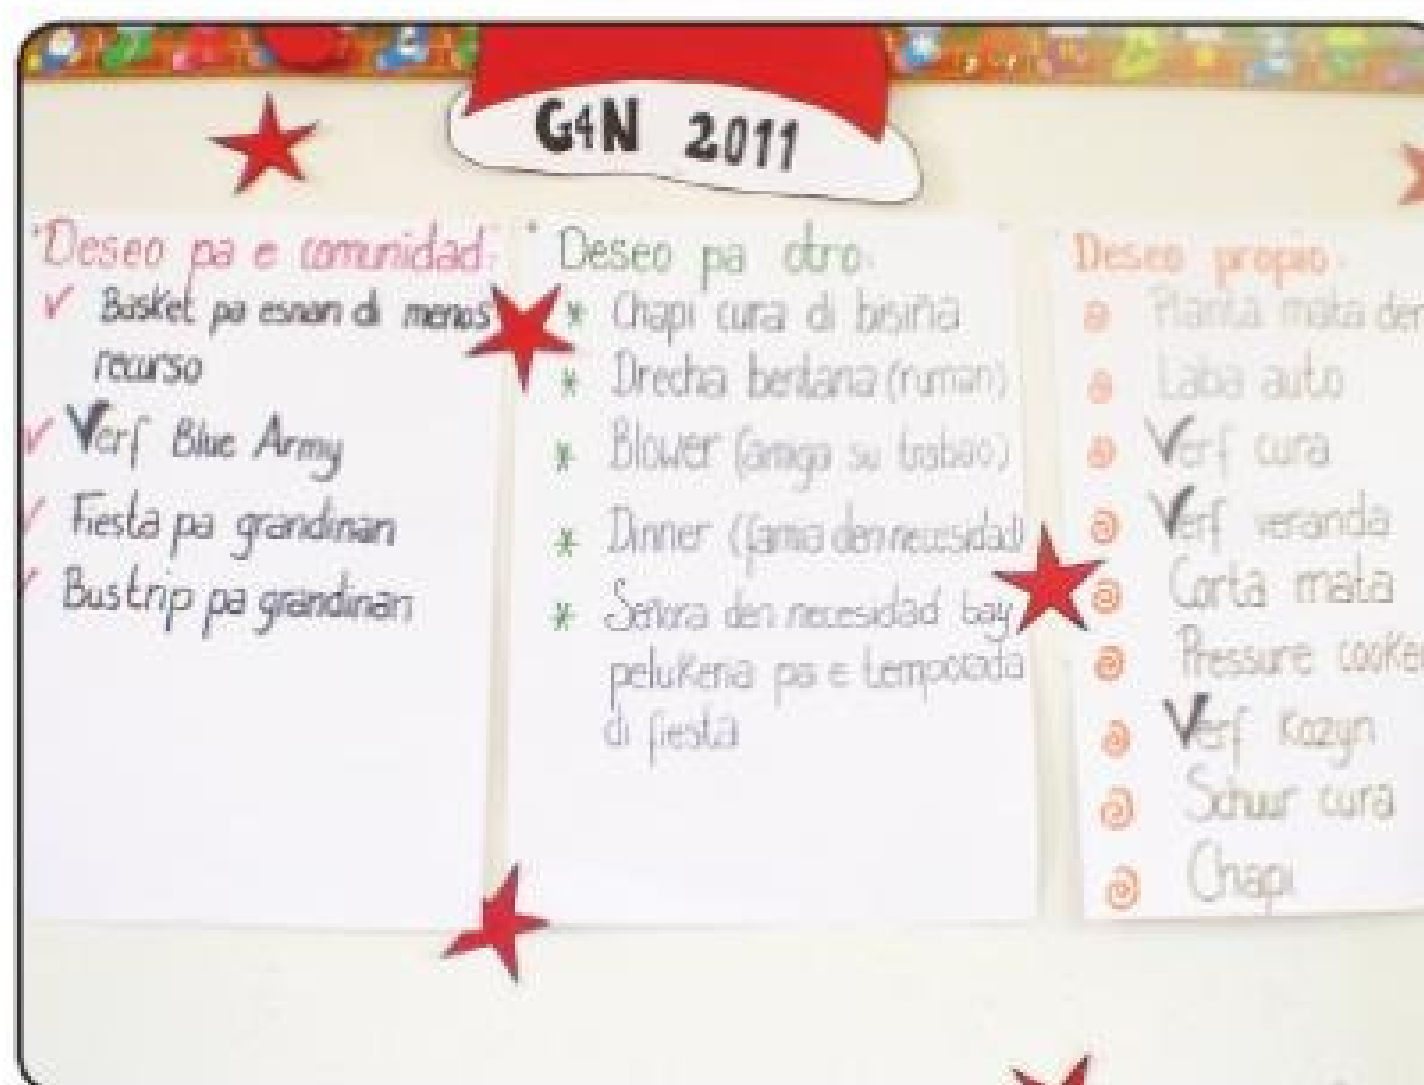 G4N 2011
"Deseo pa e comunidad"
Basket pa esnan di menos
recurso
Verf Blue Army
Fiesta pa grandinan
Bustrip pa grandinan
Deseo pa otro.
Chapi cura di bisiña
Drecha bentana (ruman)
Blower (amiga su trabao)
Dinner (famia den necesidad)
Señora den necesidad bay
pelukeria pa e temporada
di fiesta
Deseo propio.
Planta mata den
Laba auto
Verf cura
Verf veranda
Corta mata
Pressure cooker
Verf Kozyn
Schuur cura
Chapi